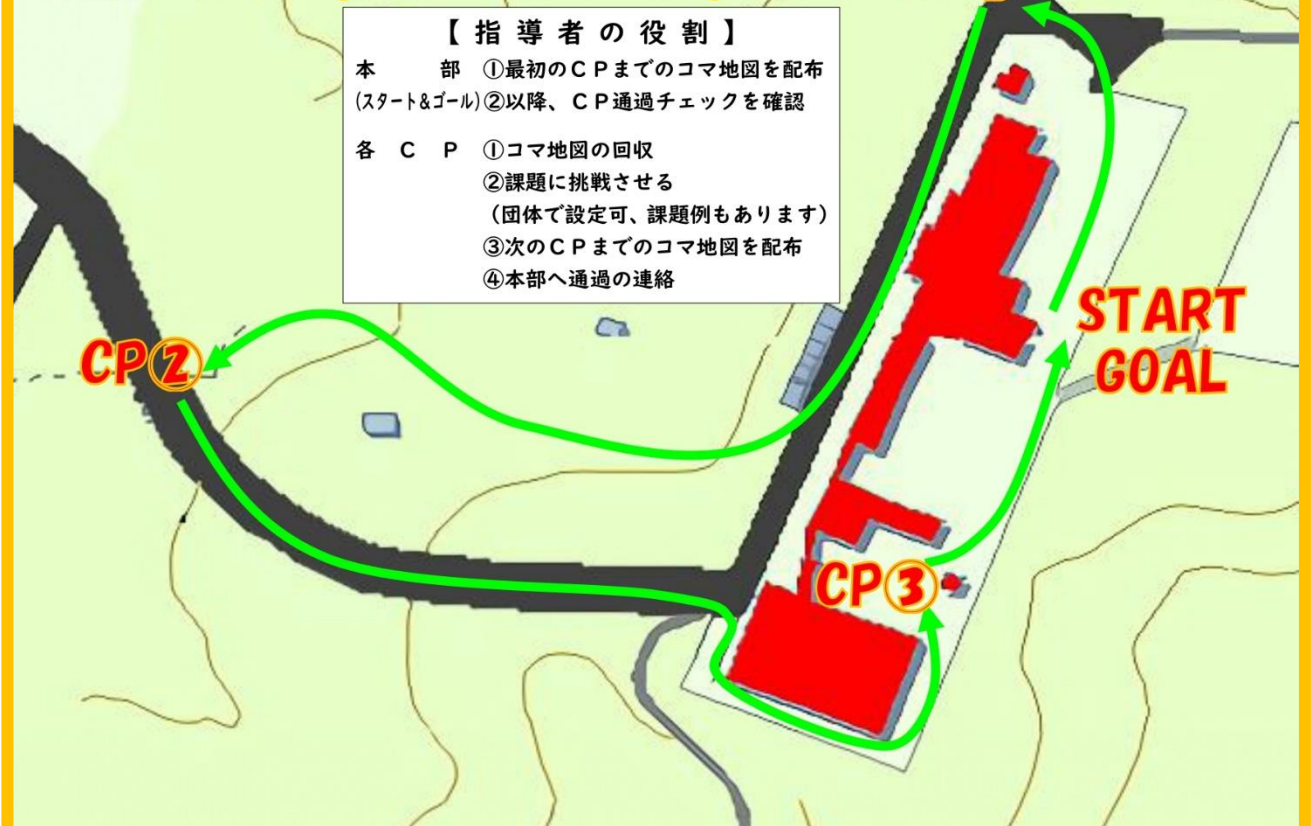 【 指 導 者 の 役 割 】
本 部 ①最初のCPまでのコマ地図を配布
(スタート&ゴール)②以降、CP通過チェックを確認
各 C P ①コマ地図の回収
②課題に挑戦させる
(団体で設定可、課題例もあります)
③次のCPまでのコマ地図を配布
④本部へ通過の連絡
START
GOAL
CP②
CP③